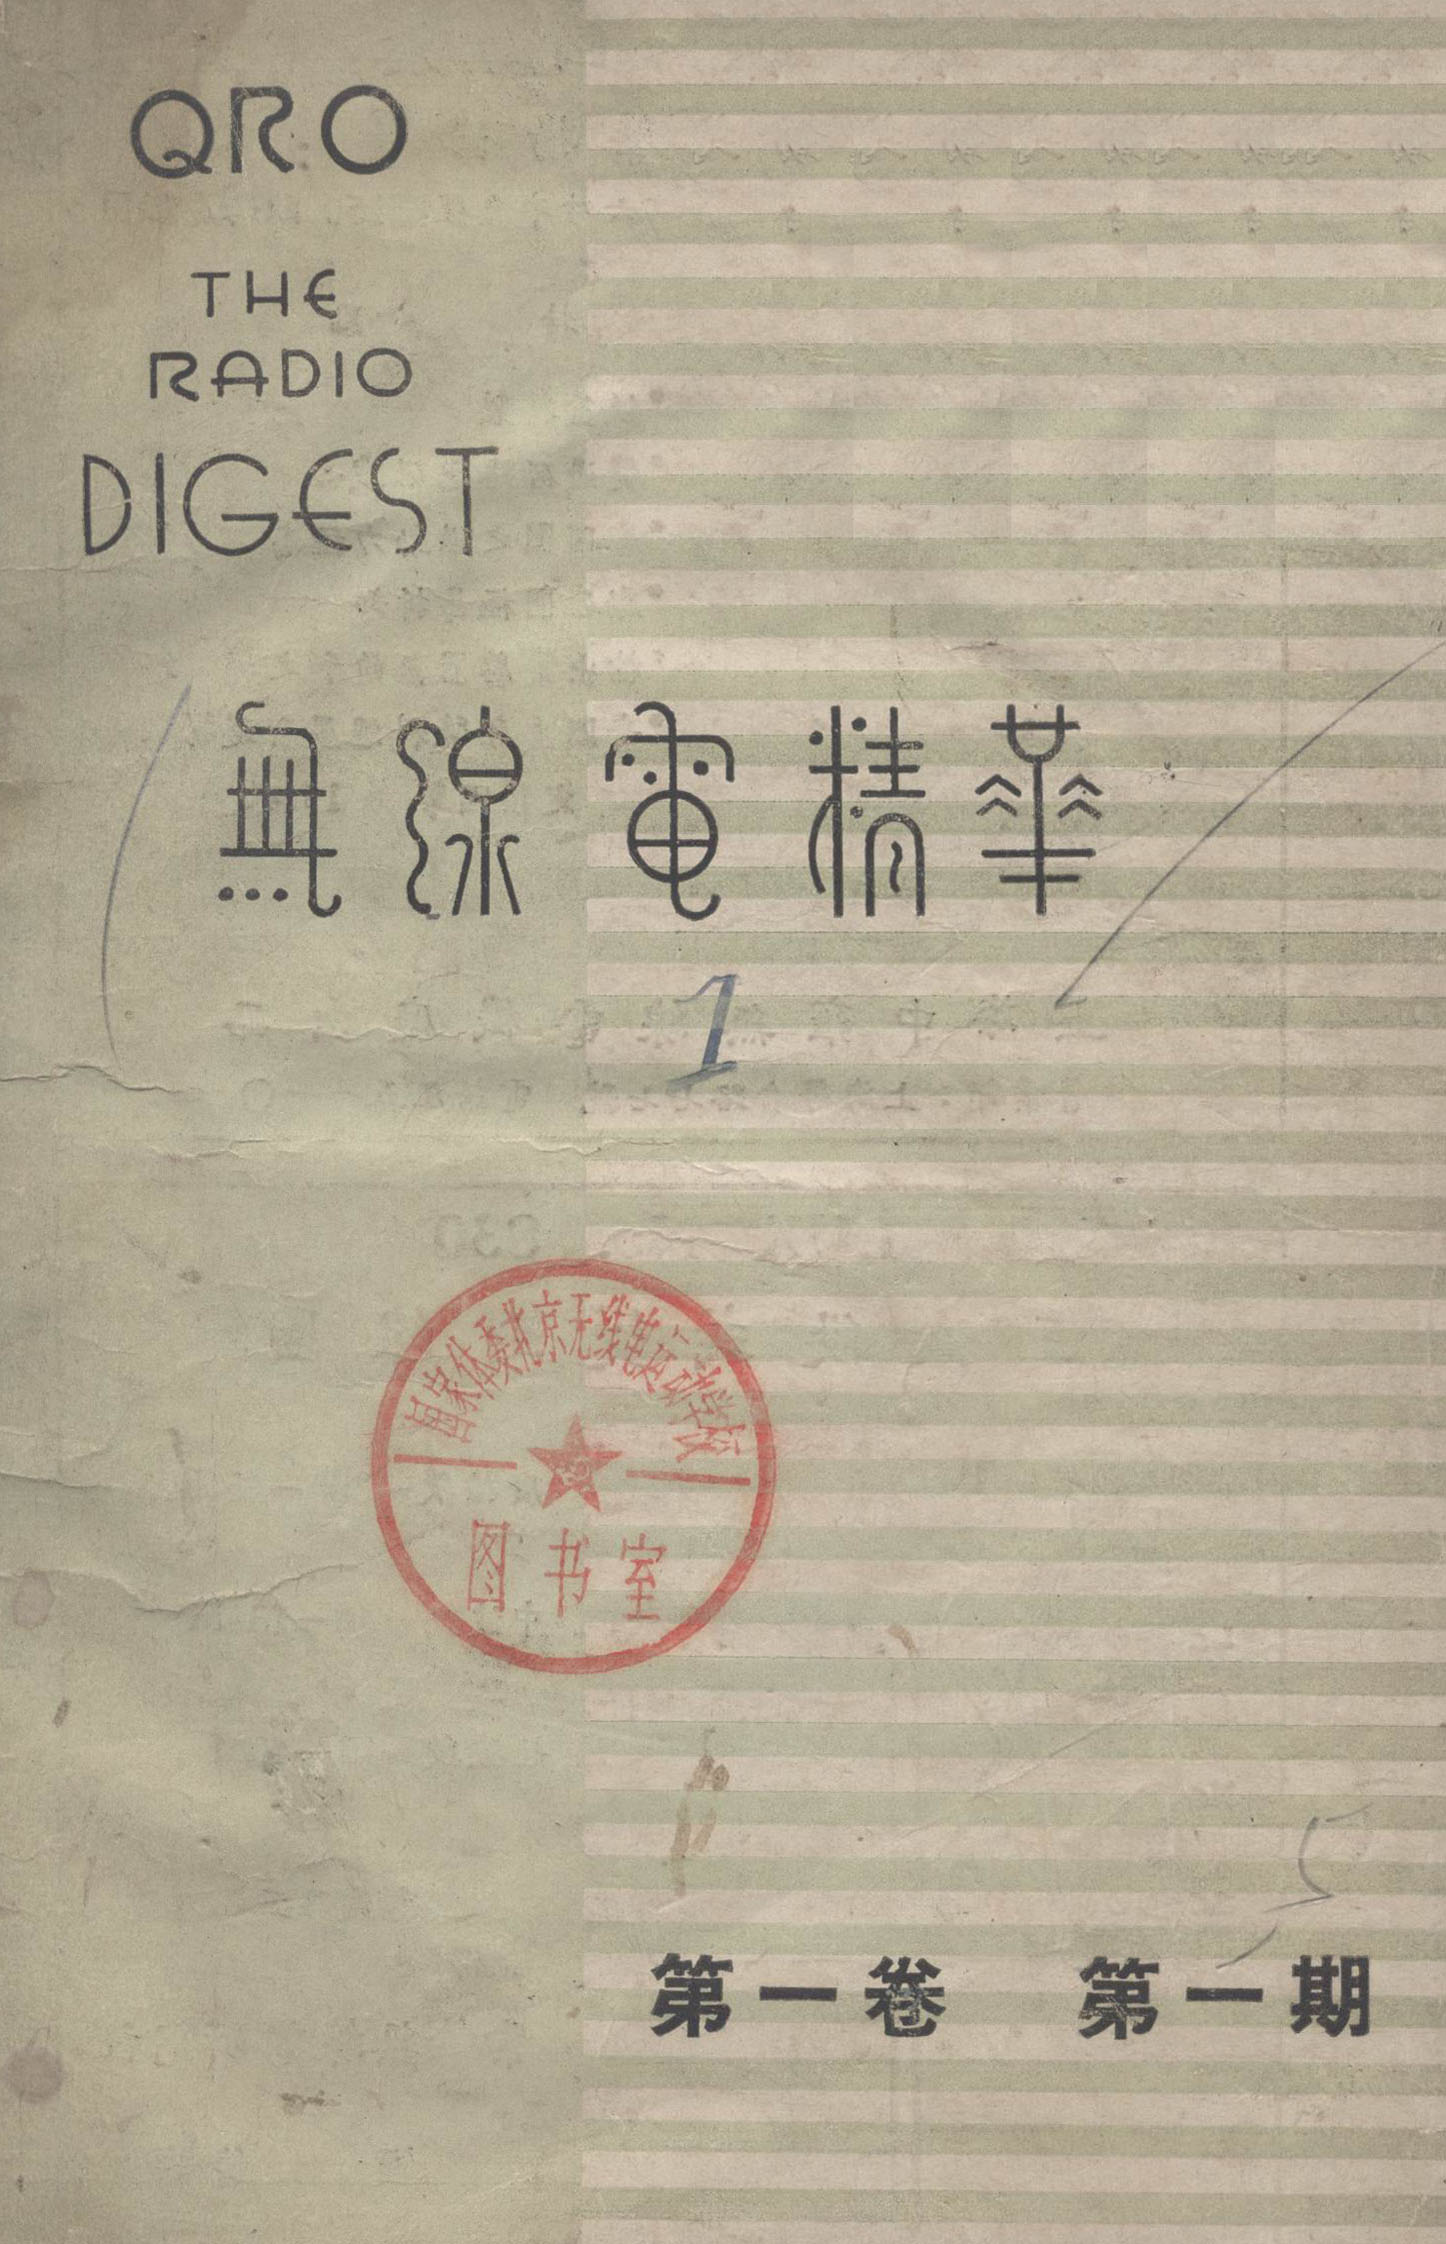 QRO
THE
RADIO
DIGEST
無線電精華
1
国家体委北京无线电运动学校
图书室
第一卷 第一期